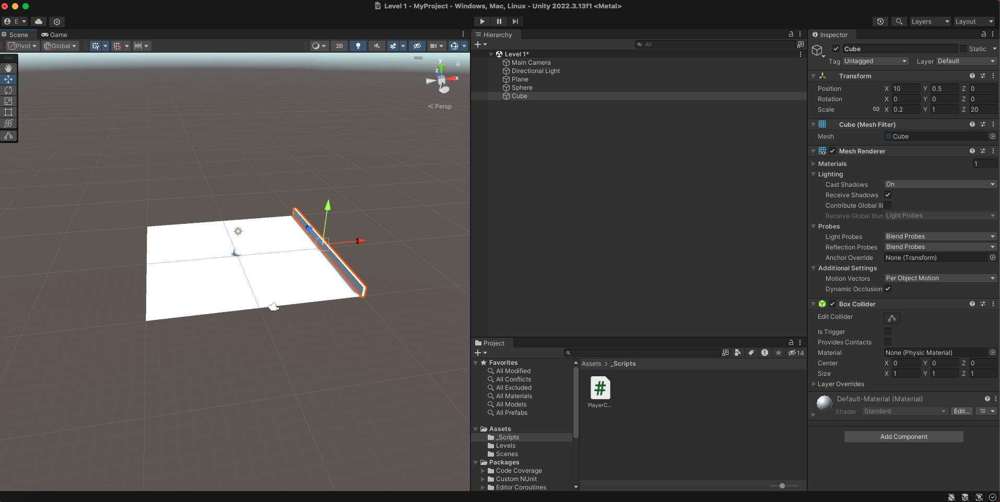 Level 1 - MyProject - Windows, Mac, Linux - Unity 2022.3.13f1 <Metal>
E
Layers
Layout
Scene
Game
Pivot
Global
2D
y
z
x
Persp
Hierarchy
All
Level 1*
Main Camera
Directional Light
Plane
Sphere
Cube
Project
14
Favorites
All Modified
All Conflicts
All Excluded
All Materials
All Models
All Prefabs
Assets
_Scripts
Levels
Scenes
Packages
Code Coverage
Custom NUnit
Editor Coroutines
Assets > _Scripts
#
PlayerC...
Inspector
Cube
Static
Tag Untagged Layer Default
Transform
Position X 10 Y 0.5 Z 0
Rotation X 0 Y 0 Z 0
Scale X 0.2 Y 1 Z 20
Cube (Mesh Filter)
Mesh Cube
Mesh Renderer
Materials 1
Lighting
Cast Shadows On
Receive Shadows
Contribute Global Ill
Receive Global Illun Light Probes
Probes
Light Probes Blend Probes
Reflection Probes Blend Probes
Anchor Override None (Transform)
Additional Settings
Motion Vectors Per Object Motion
Dynamic Occlusion
Box Collider
Edit Collider
Is Trigger
Provides Contacts
Material None (Physic Material)
Center X 0 Y 0 Z 0
Size X 1 Y 1 Z 1
Layer Overrides
Default-Material (Material)
Shader Standard Edit...
Add Component